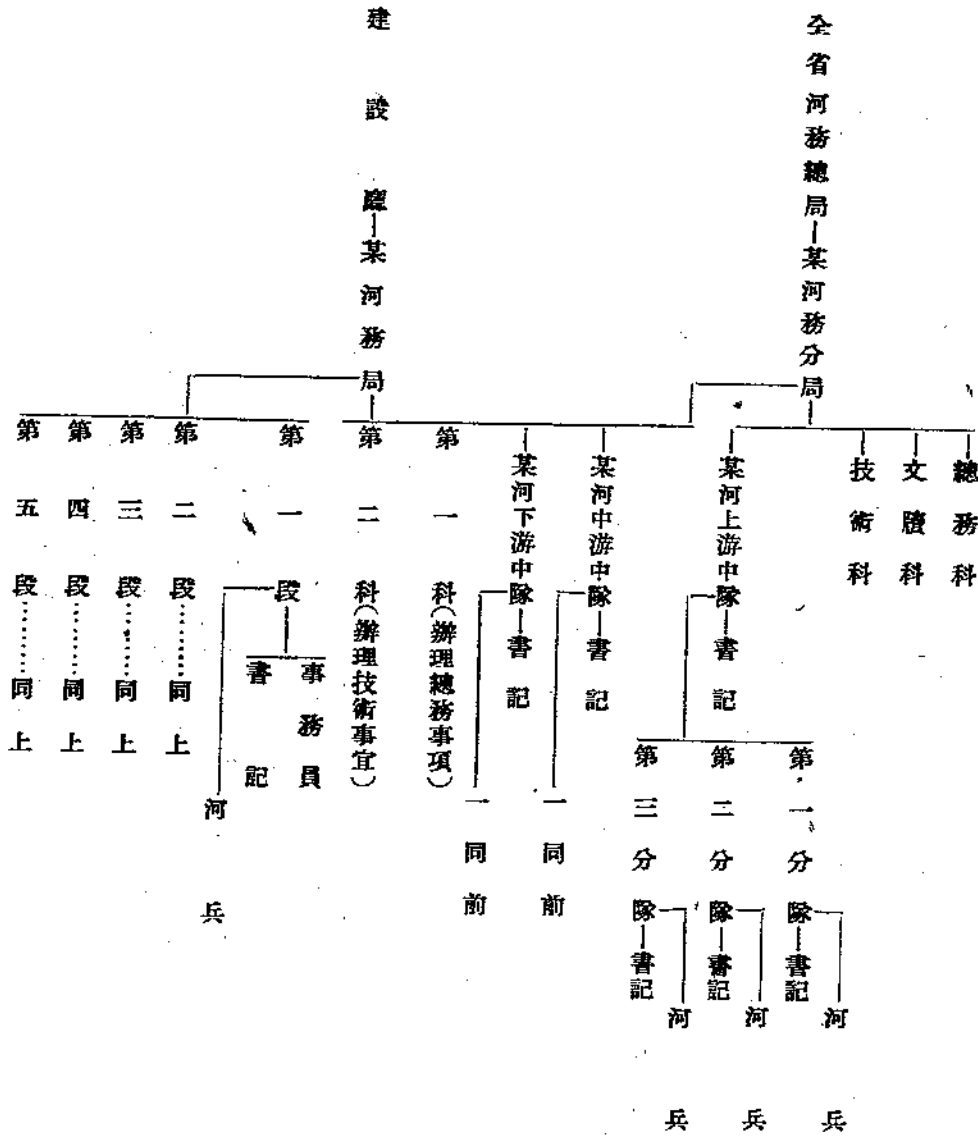 全省河務總局
某河務分局
總務科
文牘科
技術科
某河上游中隊
書記
第一分隊
書記
河兵
第二分隊
書記
河兵
第三分隊
書記
河兵
某河中游中隊
書記
同前
某河下游中隊
書記
同前
建設廳
某河務局
第一科(辦理總務事項)
第二科(辦理技術事宜)
第一段
事務員
書記
河兵
第二段………同上
第三段………同上
第四段………同上
第五段………同上